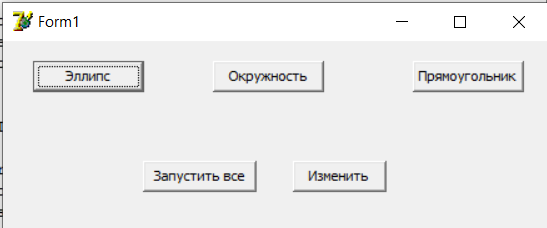 Form1
Эллипс Окружность Прямоугольник
Запустить все Изменить